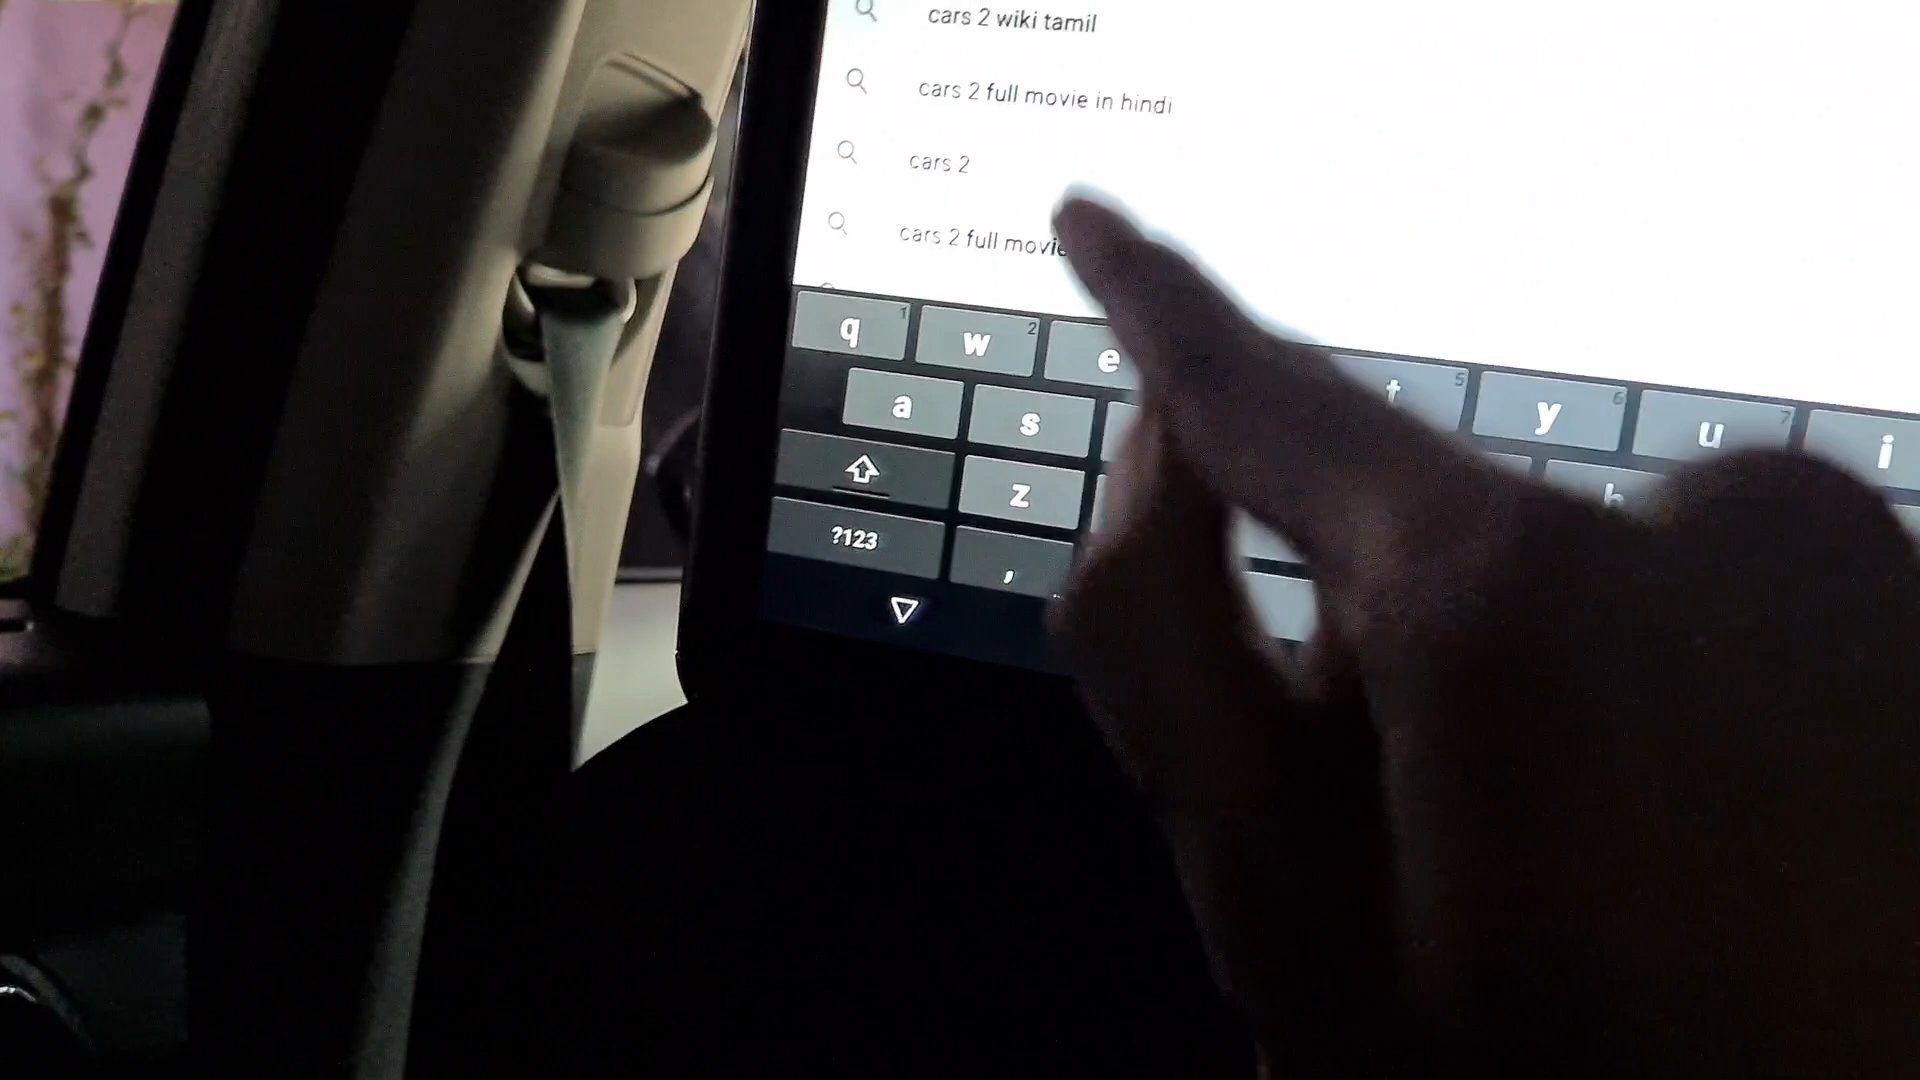 cars 2 wiki tamil
cars 2 full movie in hindi
cars 2
cars 2 full movie
q 1 w 2 e t 5 y 6 u 7 i
a s h
z
?123 ,